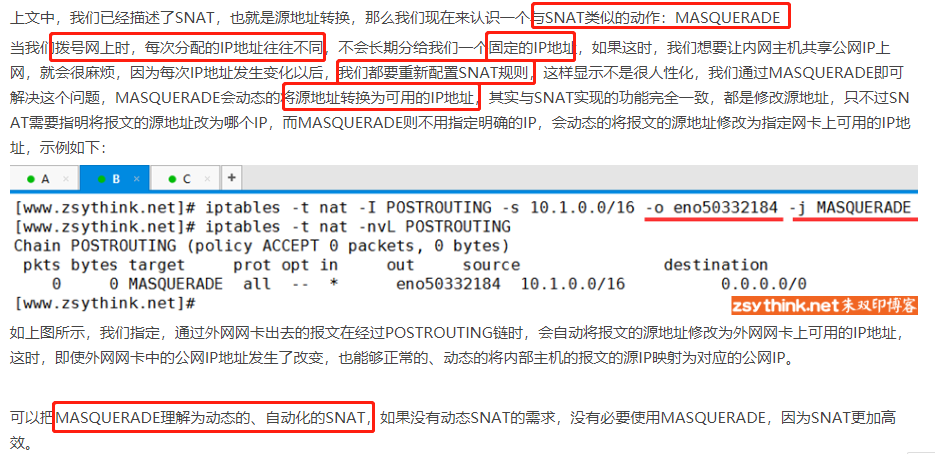 上文中，我们已经描述了SNAT，也就是源地址转换，那么我们现在来认识一个与SNAT类似的动作：MASQUERADE
当我们拨号网上时，每次分配的IP地址往往不同，不会长期分给我们一个固定的IP地址，如果这时，我们想要让内网主机共享公网IP上
网，就会很麻烦，因为每次IP地址发生变化以后，我们都要重新配置SNAT规则，这样显示不是很人性化，我们通过MASQUERADE即可
解决这个问题，MASQUERADE会动态的将源地址转换为可用的IP地址，其实与SNAT实现的功能完全一致，都是修改源地址，只不过SN
AT需要指明将报文的源地址改为哪个IP，而MASQUERADE则不用指定明确的IP，会动态的将报文的源地址修改为指定网卡上可用的IP地
址，示例如下：
A × B × C × +
[www.zsythink.net]# iptables -t nat -I POSTROUTING -s 10.1.0.0/16 -o eno50332184 -j MASQUERADE
[www.zsythink.net]# iptables -t nat -nvL POSTROUTING
Chain POSTROUTING (policy ACCEPT 0 packets, 0 bytes)
pkts bytes target prot opt in out source destination
0 0 MASQUERADE all -- * eno50332184 10.1.0.0/16 0.0.0.0/0
[www.zsythink.net]#
zsythink.net朱双印博客
如上图所示，我们指定，通过外网网卡出去的报文在经过POSTROUTING链时，会自动将报文的源地址修改为外网网卡上可用的IP地址，
这时，即使外网网卡中的公网IP地址发生了改变，也能够正常的、动态的将内部主机的报文的源IP映射为对应的公网IP。
可以把MASQUERADE理解为动态的、自动化的SNAT，如果没有动态SNAT的需求，没有必要使用MASQUERADE，因为SNAT更加高
效。